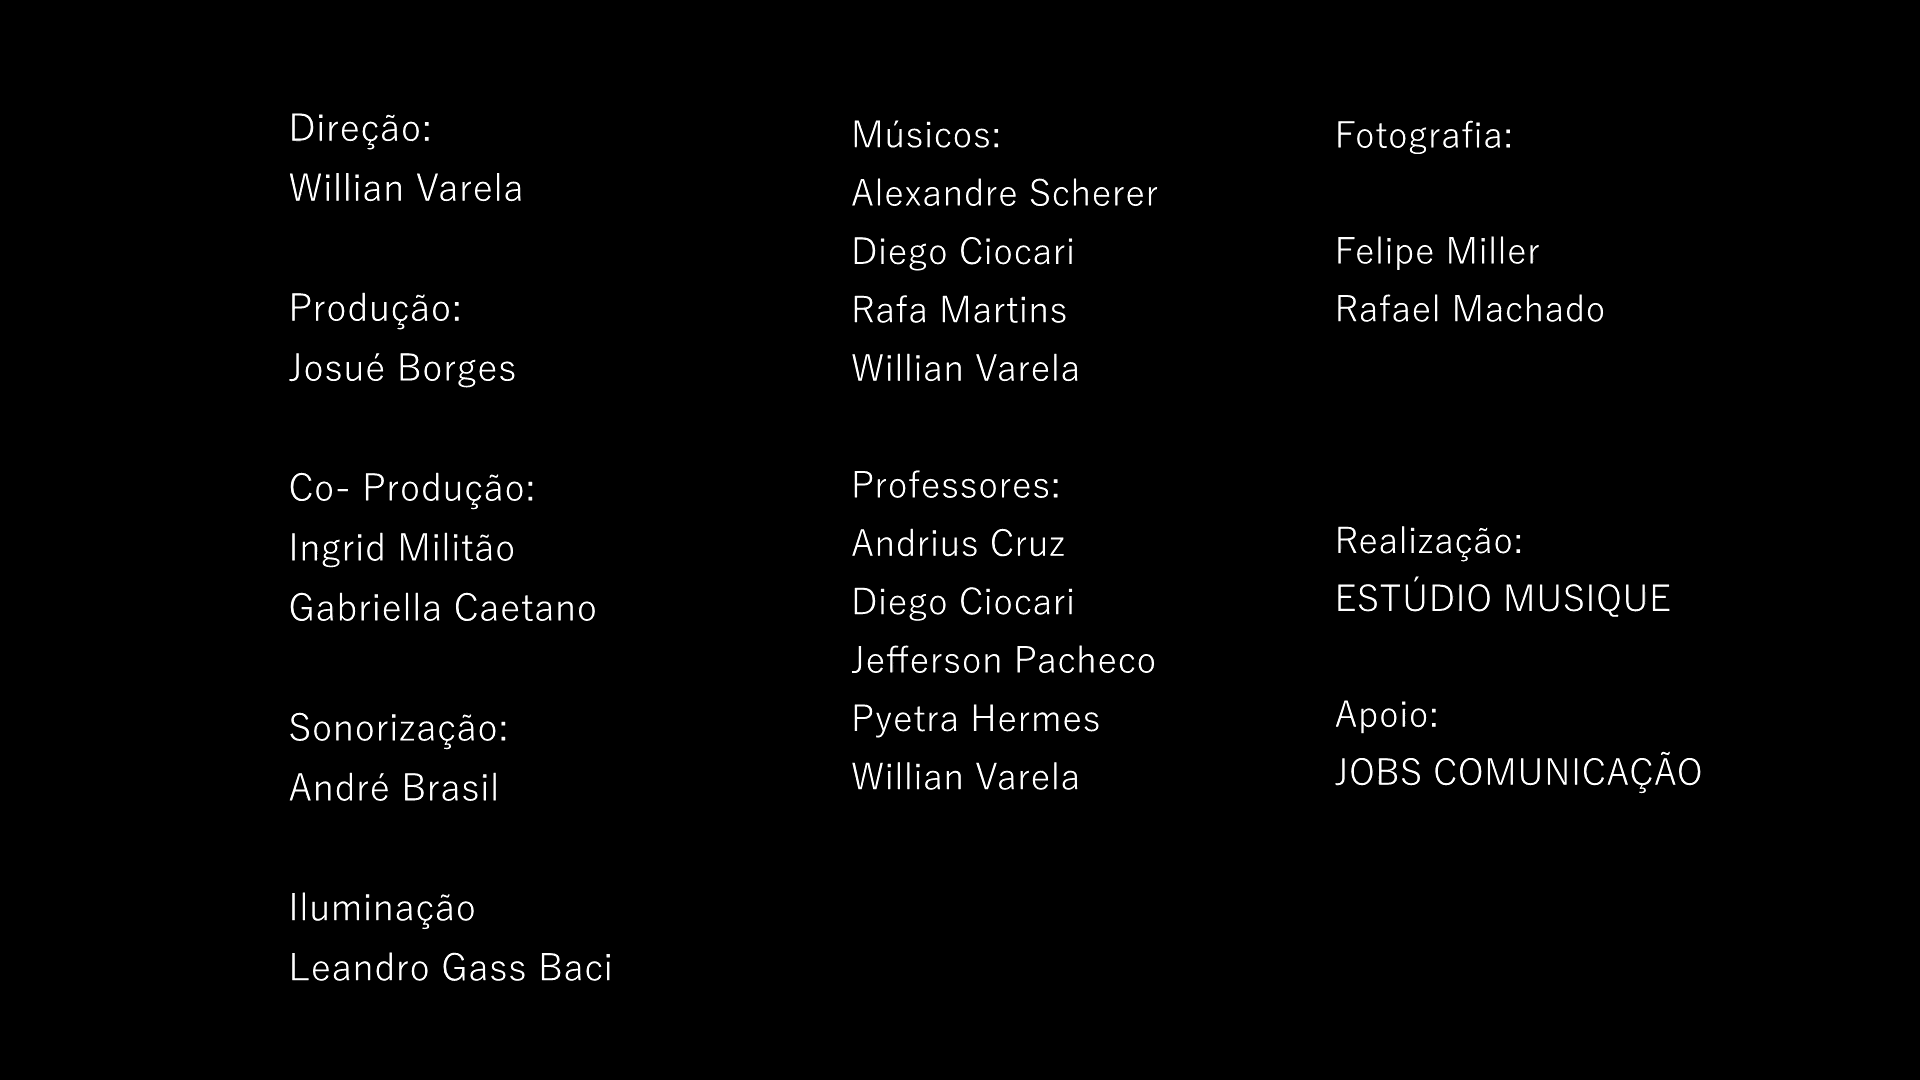 Direção:
Willian Varela
Produção:
Josué Borges
Co- Produção:
Ingrid Militão
Gabriella Caetano
Sonorização:
André Brasil
Iluminação
Leandro Gass Baci
Músicos:
Alexandre Scherer
Diego Ciocari
Rafa Martins
Willian Varela
Professores:
Andrius Cruz
Diego Ciocari
Jefferson Pacheco
Pyetra Hermes
Willian Varela
Fotografia:
Felipe Miller
Rafael Machado
Realização:
ESTÚDIO MUSIQUE
Apoio:
JOBS COMUNICAÇÃO